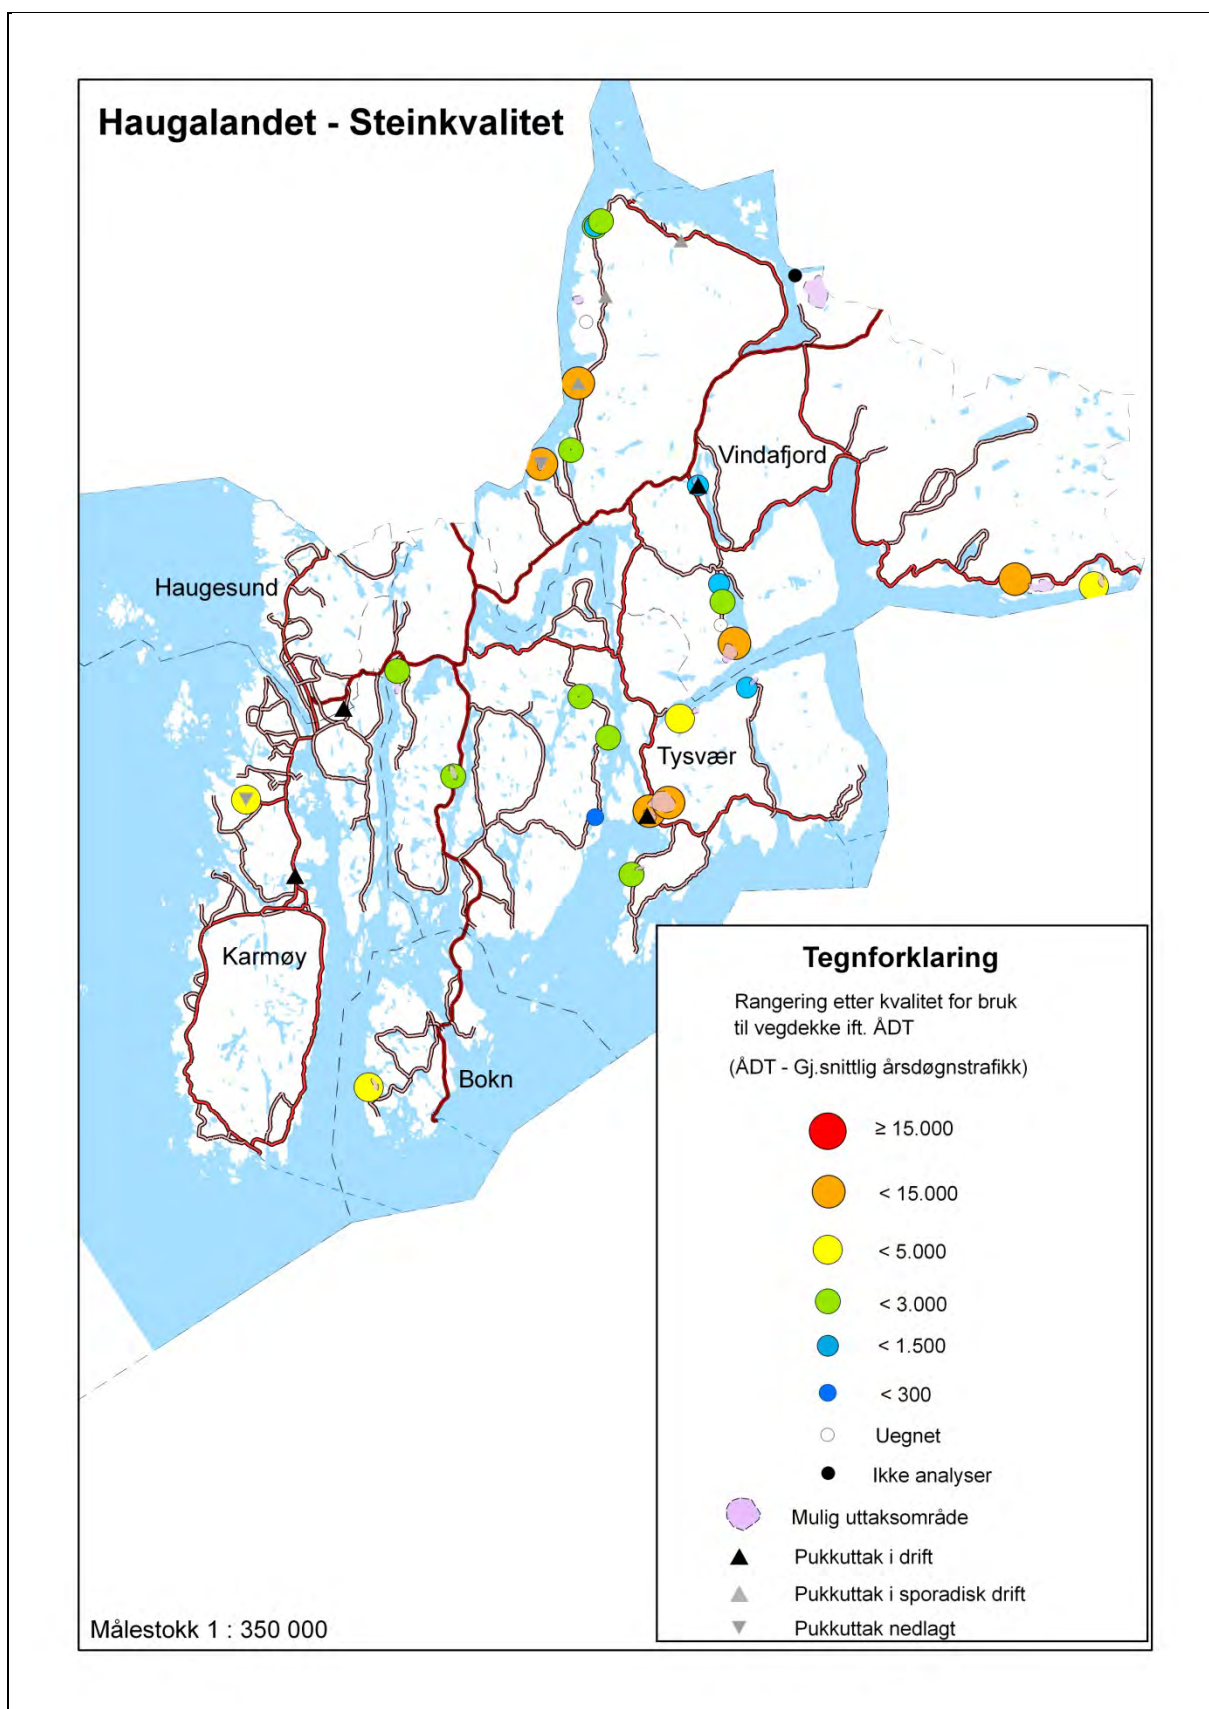 Haugalandet - Steinkvalitet
Vindafjord
Haugesund
Tysvær
Karmøy
Bokn
Tegnforklaring
Rangering etter kvalitet for bruk
til vegdekke ift. ÅDT
(ÅDT - Gj.snittlig årsdøgnstrafikk)
≥ 15.000
< 15.000
< 5.000
< 3.000
< 1.500
< 300
Uegnet
Ikke analyser
Mulig uttaksområde
Pukkuttak i drift
Pukkuttak i sporadisk drift
Pukkuttak nedlagt
Målestokk 1 : 350 000